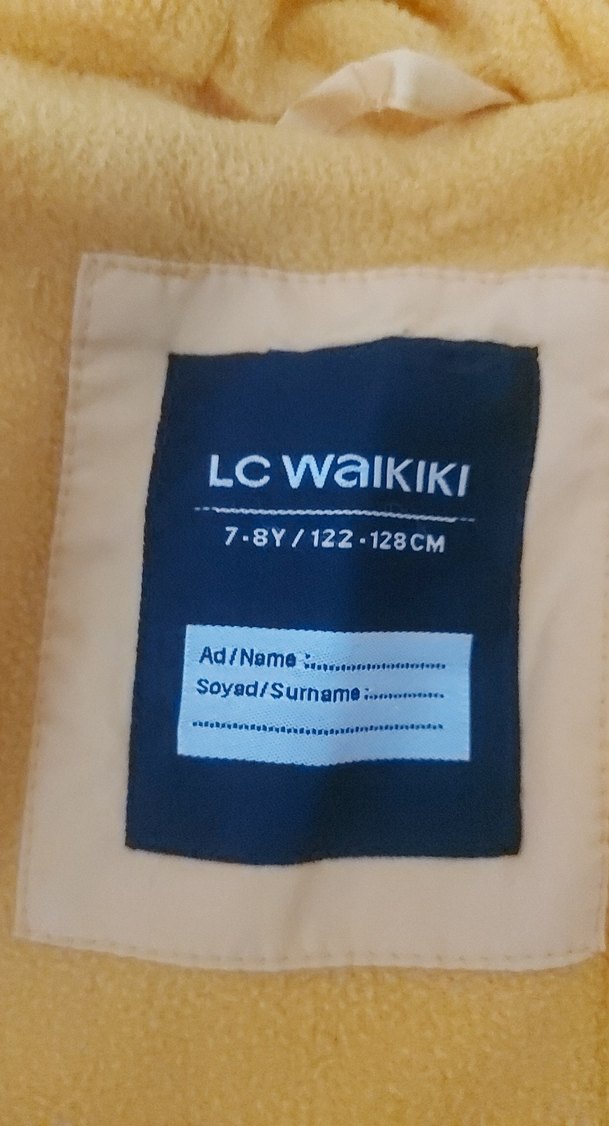 LC WAIKIKI
7-8Y / 122-128CM
Ad/Name :....................
Soyad/Surname:............
....................................